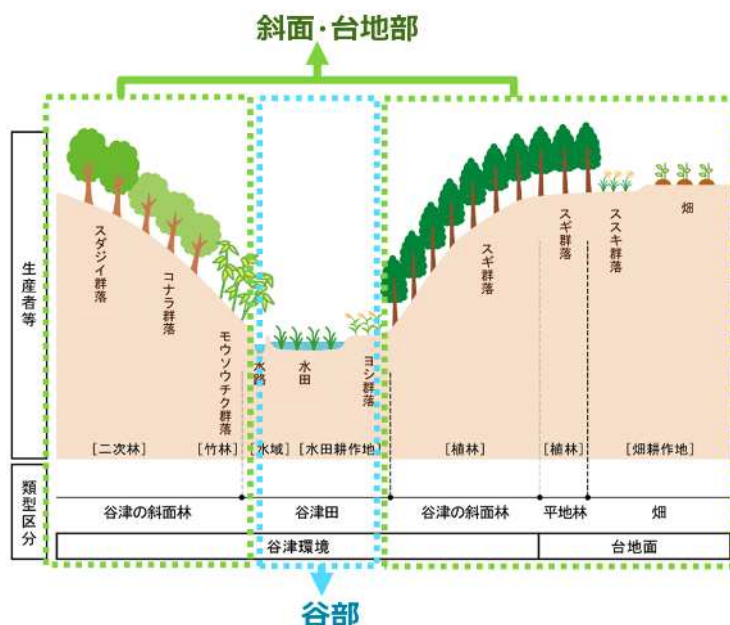 斜面・台地部
生産者等
スダジイ群落
コナラ群落
モウソウチク群落
水路
水田
ヨシ群落
スギ群落
スギ群落
ススキ群落
畑
[二次林]
[竹林]
[水域]
[水田耕作地]
[植林]
[植林]
[畑耕作地]
類型区分
谷津の斜面林
谷津田
谷津の斜面林
平地林
畑
谷津環境
台地面
谷部